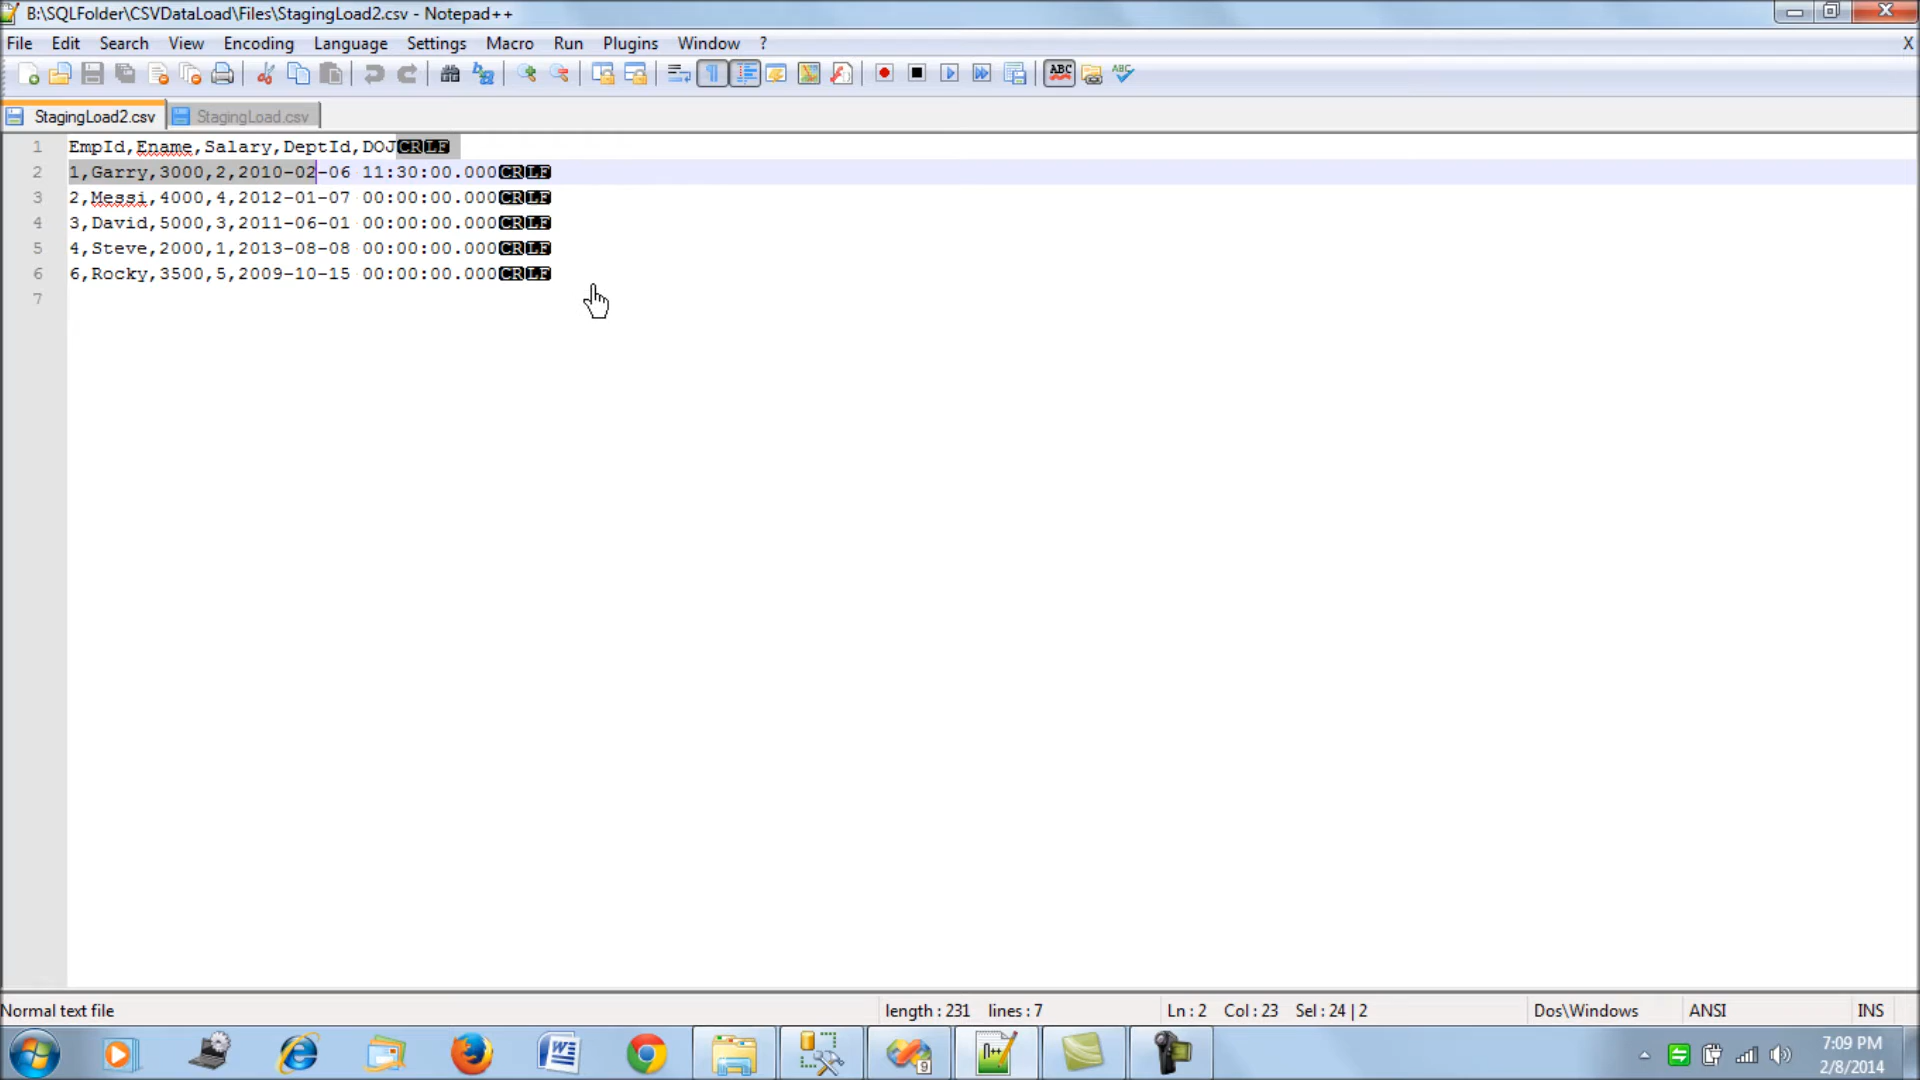 B:\SQLFolder\CSVDataLoad\Files\StagingLoad2.csv - Notepad++
File Edit Search View Encoding Language Settings Macro Run Plugins Window ? X
ABC ABC
StagingLoad2.csv StagingLoad.csv
1 EmpId,Ename,Salary,DeptId,DOJCRLF
2 1,Garry,3000,2,2010-02-06 11:30:00.000CRLF
3 2,Messi,4000,4,2012-01-07 00:00:00.000CRLF
4 3,David,5000,3,2011-06-01 00:00:00.000CRLF
5 4,Steve,2000,1,2013-08-08 00:00:00.000CRLF
6 6,Rocky,3500,5,2009-10-15 00:00:00.000CRLF
7
Normal text file length : 231 lines : 7 Ln : 2 Col : 23 Sel : 24 | 2 Dos\Windows ANSI INS
7:09 PM
2/8/2014